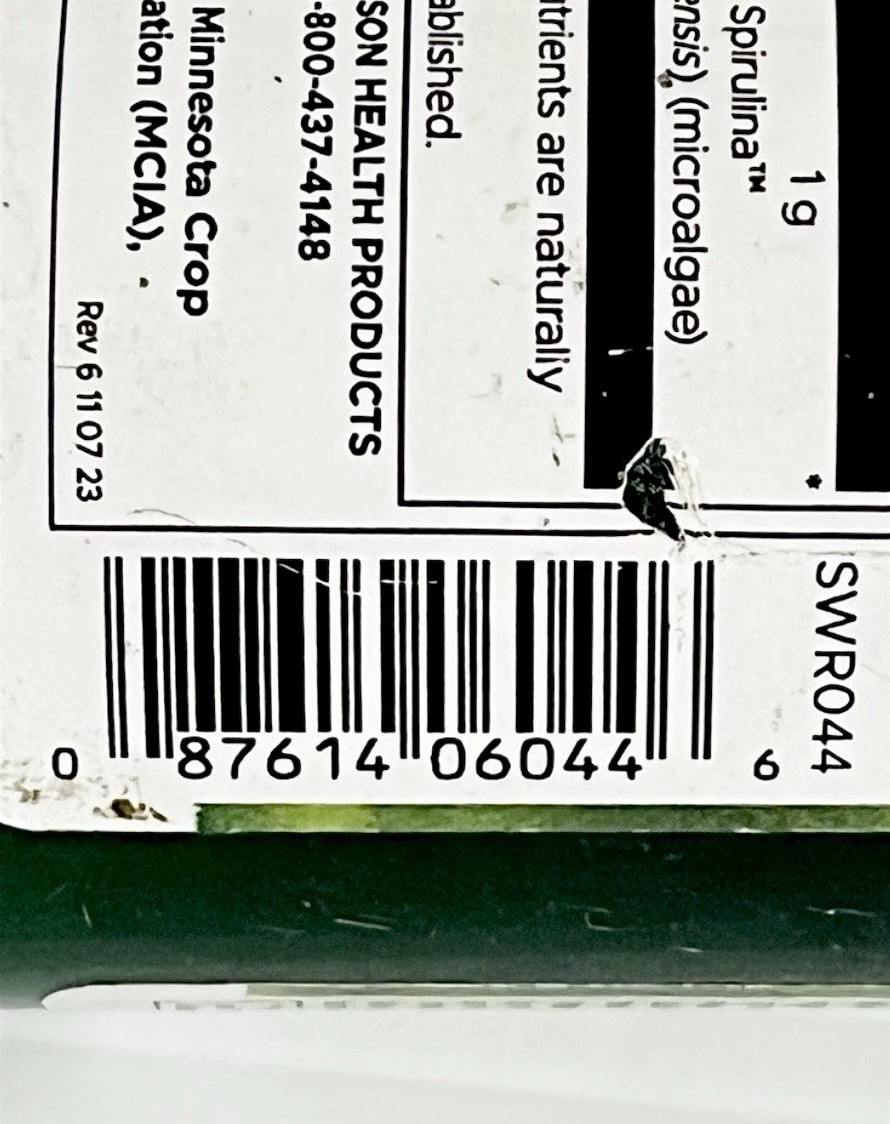 1 g
*
Spirulina™
ensis) (microalgae)
trients are naturally
ablished.
SON HEALTH PRODUCTS
-800-437-4148
Minnesota Crop
ation (MCIA),
Rev 6 11 07 23
SWR044
0 87614 06044 6